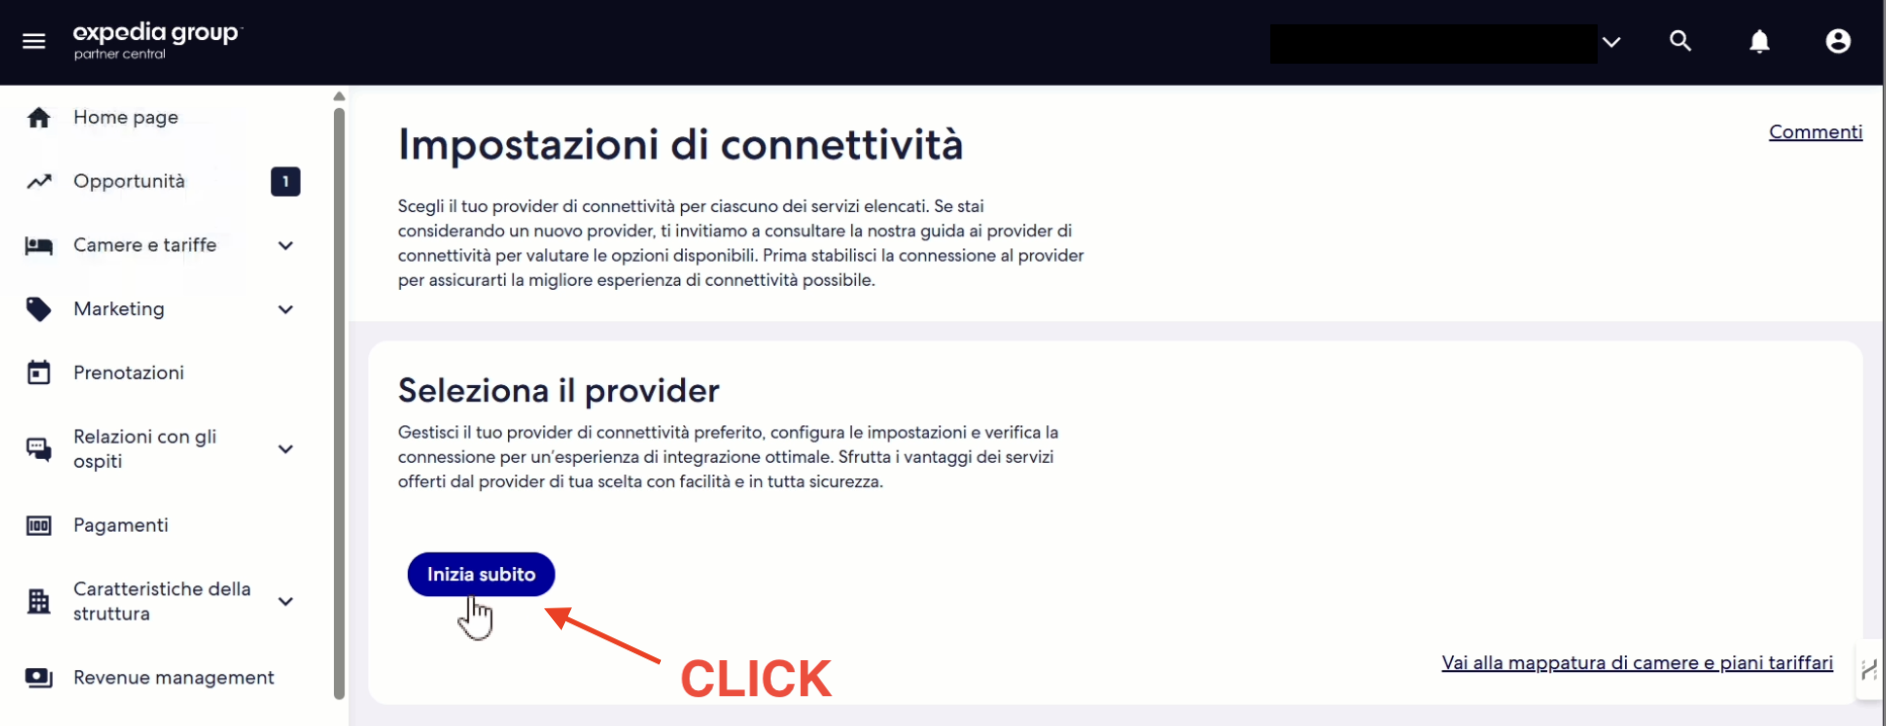 expedia group
partner central
Home page
Opportunità
1
Camere e tariffe
Marketing
Prenotazioni
Relazioni con gli
ospiti
Pagamenti
Caratteristiche della
struttura
Revenue management
Impostazioni di connettività
Commenti
Scegli il tuo provider di connettività per ciascuno dei servizi elencati. Se stai
considerando un nuovo provider, ti invitiamo a consultare la nostra guida ai provider di
connettività per valutare le opzioni disponibili. Prima stabilisci la connessione al provider
per assicurarti la migliore esperienza di connettività possibile.
Seleziona il provider
Gestisci il tuo provider di connettività preferito, configura le impostazioni e verifica la
connessione per un'esperienza di integrazione ottimale. Sfrutta i vantaggi dei servizi
offerti dal provider di tua scelta con facilità e in tutta sicurezza.
Inizia subito
CLICK
Vai alla mappatura di camere e piani tariffari